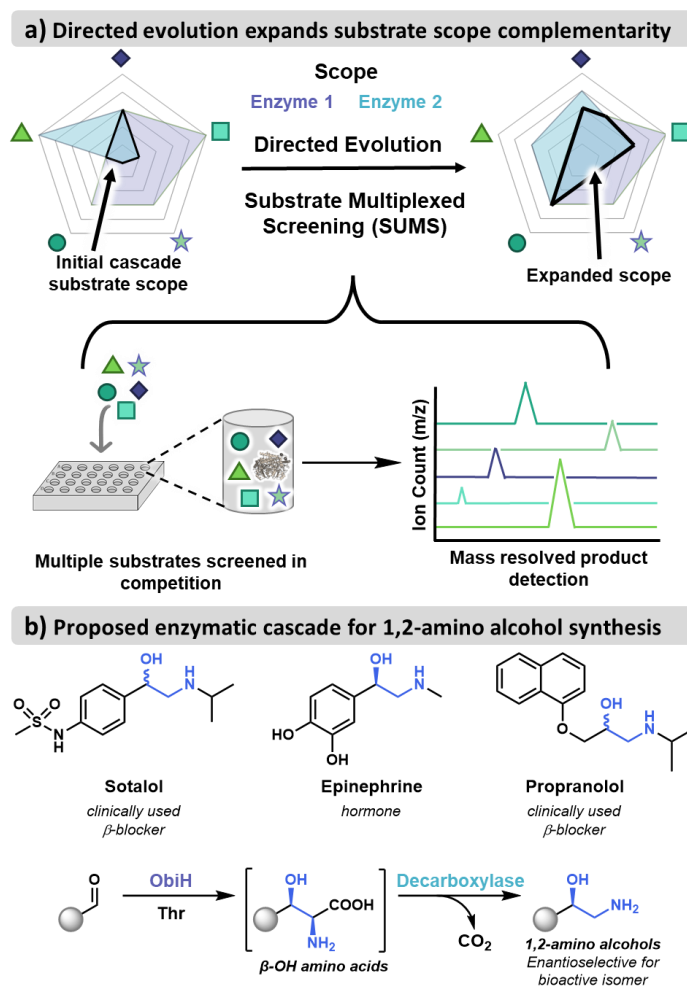 a) Directed evolution expands substrate scope complementarity
Scope
Enzyme 1 Enzyme 2
Directed Evolution
Substrate Multiplexed
Screening (SUMS)
Initial cascade
substrate scope
Expanded scope
Multiple substrates screened in
competition
Ion Count (m/z)
Mass resolved product
detection
b) Proposed enzymatic cascade for 1,2-amino alcohol synthesis
OH
H
N
O
O
S
N
H
Sotalol
clinically used
β-blocker
OH
H
N
HO
OH
Epinephrine
hormone
O
OH
H
N
Propranolol
clinically used
β-blocker
O
ObiH
Thr
OH
COOH
NH2
β-OH amino acids
Decarboxylase
CO2
OH
NH2
1,2-amino alcohols
Enantioselective for
bioactive isomer